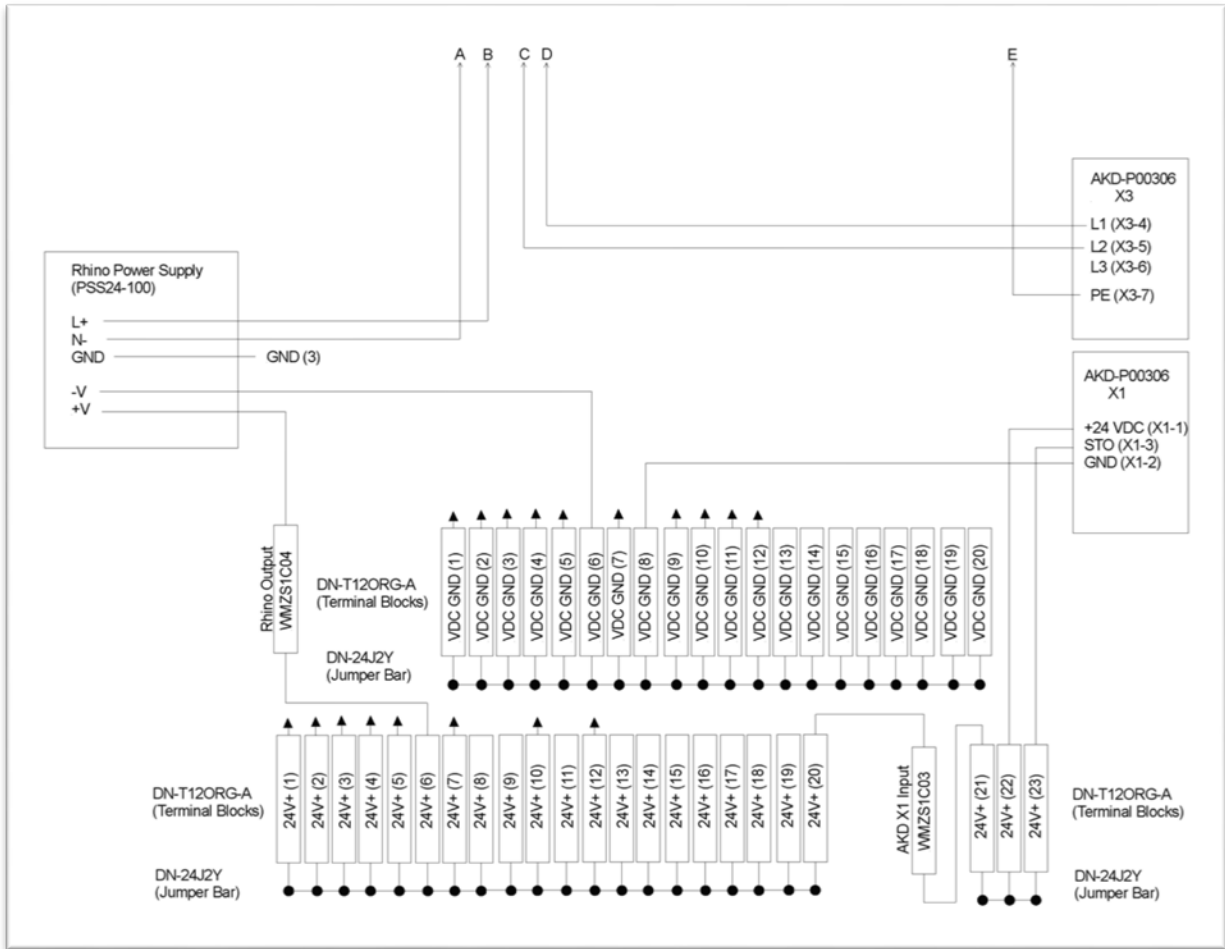 A
B
C
D
E
AKD-P00306
X3
L1 (X3-4)
L2 (X3-5)
L3 (X3-6)
PE (X3-7)
Rhino Power Supply
(PSS24-100)
L+
N-
GND
GND (3)
-V
+V
AKD-P00306
X1
+24 VDC (X1-1)
STO (X1-3)
GND (X1-2)
Rhino Output
WMZS1C04
DN-T12ORG-A
(Terminal Blocks)
VDC GND (1)
VDC GND (2)
VDC GND (3)
VDC GND (4)
VDC GND (5)
VDC GND (6)
VDC GND (7)
VDC GND (8)
VDC GND (9)
VDC GND (10)
VDC GND (11)
VDC GND (12)
VDC GND (13)
VDC GND (14)
VDC GND (15)
VDC GND (16)
VDC GND (17)
VDC GND (18)
VDC GND (19)
VDC GND (20)
DN-24J2Y
(Jumper Bar)
DN-T12ORG-A
(Terminal Blocks)
24V+ (1)
24V+ (2)
24V+ (3)
24V+ (4)
24V+ (5)
24V+ (6)
24V+ (7)
24V+ (8)
24V+ (9)
24V+ (10)
24V+ (11)
24V+ (12)
24V+ (13)
24V+ (14)
24V+ (15)
24V+ (16)
24V+ (17)
24V+ (18)
24V+ (19)
24V+ (20)
AKD X1 Input
WMZS1C03
24V+ (21)
24V+ (22)
24V+ (23)
DN-T12ORG-A
(Terminal Blocks)
DN-24J2Y
(Jumper Bar)
DN-24J2Y
(Jumper Bar)